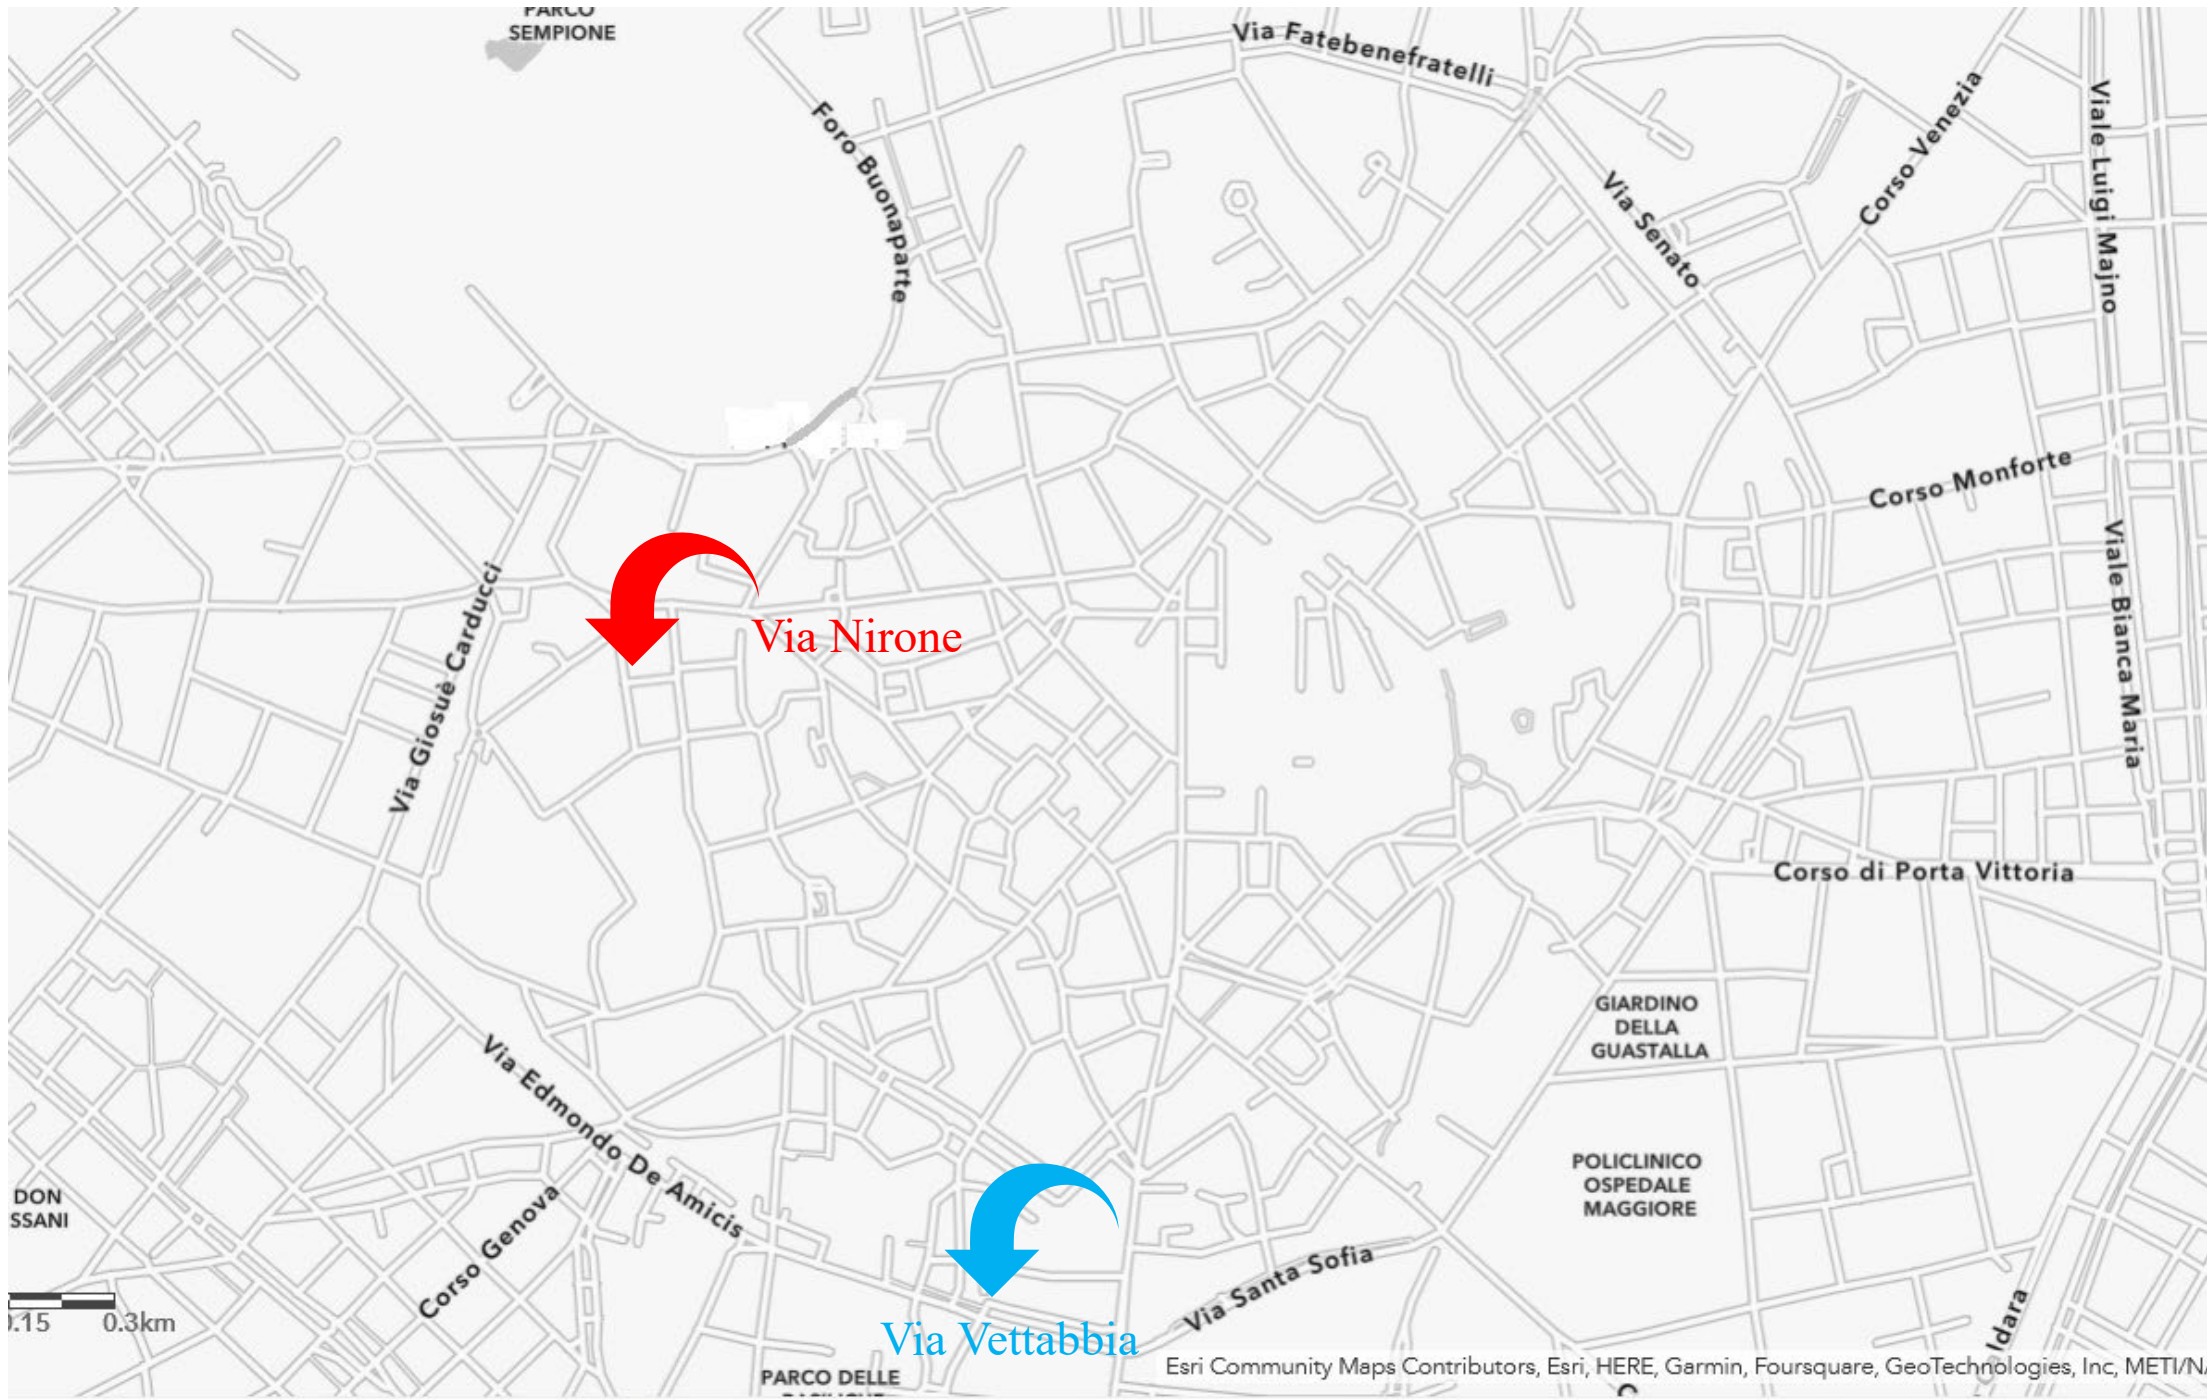 PARCO
SEMPIONE
Via Fatebenefratelli
Foro Buonaparte
Via Senato
Corso Venezia
Viale Luigi Majno
Corso Monforte
Viale Bianca Maria
Via Giosuè Carducci
Via Nirone
Corso di Porta Vittoria
GIARDINO
DELLA
GUASTALLA
Via Edmondo De Amicis
POLICLINICO
OSPEDALE
MAGGIORE
DON
SSANI
Corso Genova
Via Santa Sofia
ldara
.15 0.3km
Via Vettabbia
PARCO DELLE
Esri Community Maps Contributors, Esri, HERE, Garmin, Foursquare, GeoTechnologies, Inc, METI/N